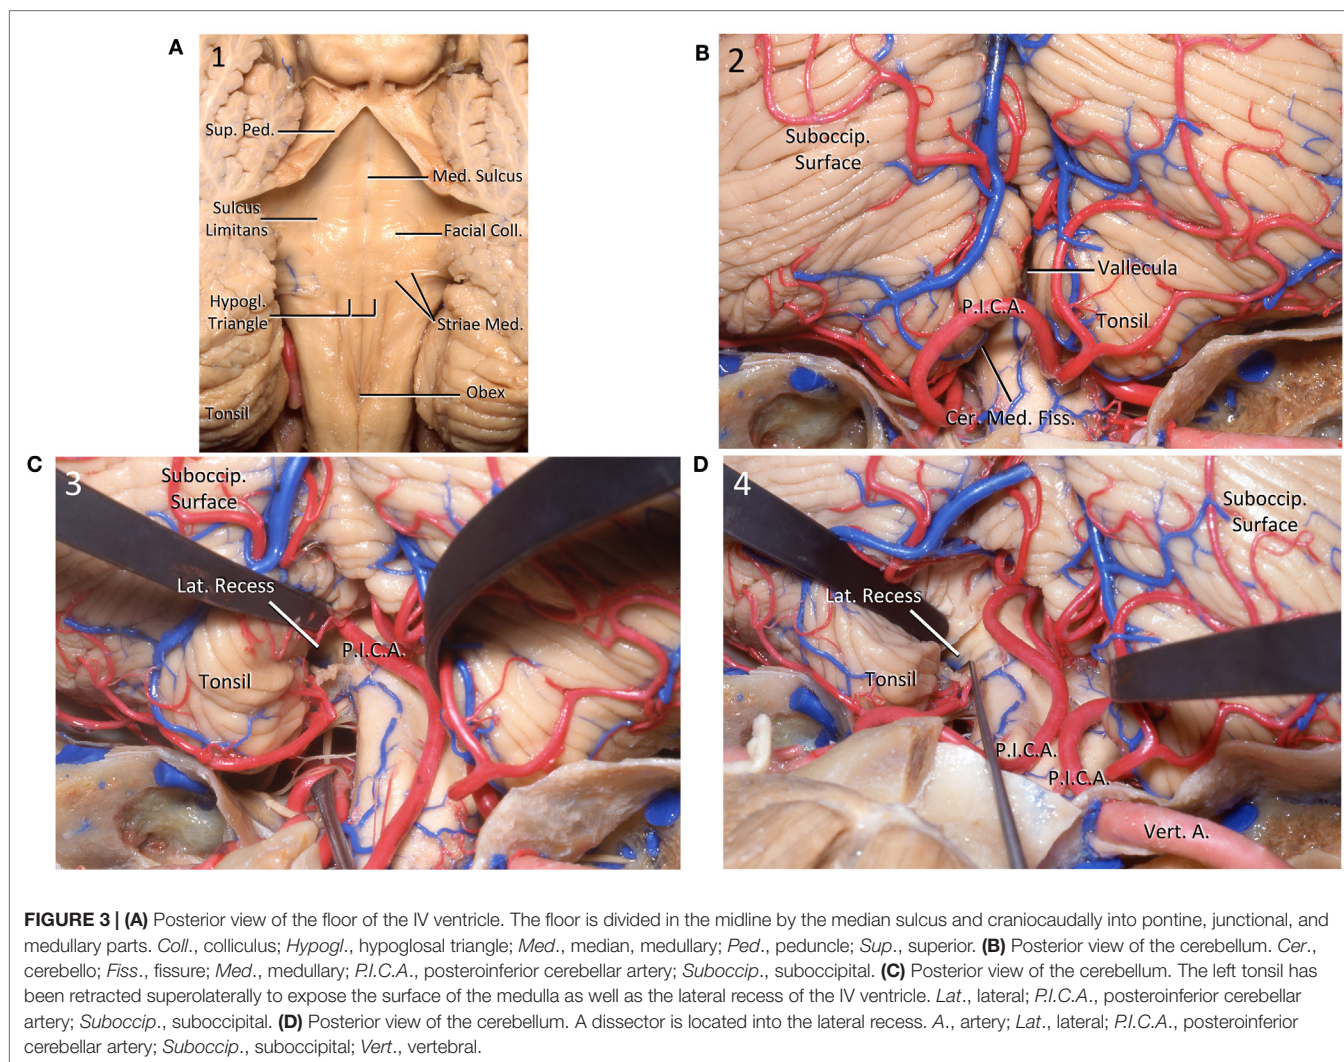 A
1
Sup. Ped.
Med. Sulcus
Sulcus
Limitans
Facial Coll.
Hypogl.
Triangle
Striae Med.
Obex
Tonsil
B
2
Suboccip.
Surface
Vallecula
P.I.C.A.
Tonsil
Cer. Med. Fiss.
C
3
Suboccip.
Surface
Lat. Recess
P.I.C.A.
Tonsil
D
4
Suboccip.
Surface
Lat. Recess
Tonsil
P.I.C.A.
P.I.C.A.
Vert. A.
FIGURE 3 | (A) Posterior view of the floor of the IV ventricle. The floor is divided in the midline by the median sulcus and craniocaudally into pontine, junctional, and
medullary parts. Coll., colliculus; Hypogl., hypoglosal triangle; Med., median, medullary; Ped., peduncle; Sup., superior. (B) Posterior view of the cerebellum. Cer.,
cerebello; Fiss., fissure; Med., medullary; P.I.C.A., posteroinferior cerebellar artery; Suboccip., suboccipital. (C) Posterior view of the cerebellum. The left tonsil has
been retracted superolaterally to expose the surface of the medulla as well as the lateral recess of the IV ventricle. Lat., lateral; P.I.C.A., posteroinferior cerebellar
artery; Suboccip., suboccipital. (D) Posterior view of the cerebellum. A dissector is located into the lateral recess. A., artery; Lat., lateral; P.I.C.A., posteroinferior
cerebellar artery; Suboccip., suboccipital; Vert., vertebral.